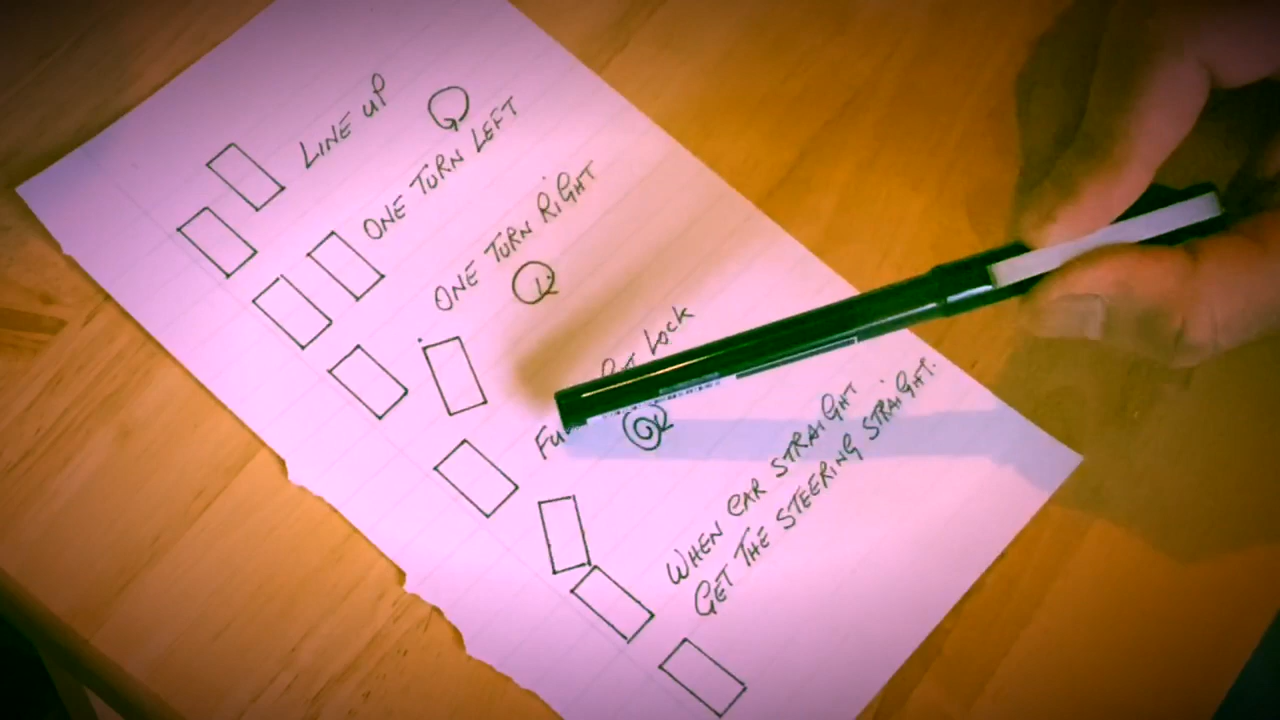 LINE UP
ONE TURN LEFT
ONE TURN RIGHT
LOCK
WHEN CAR STRAIGHT
GET THE STEERING STRAIGHT.